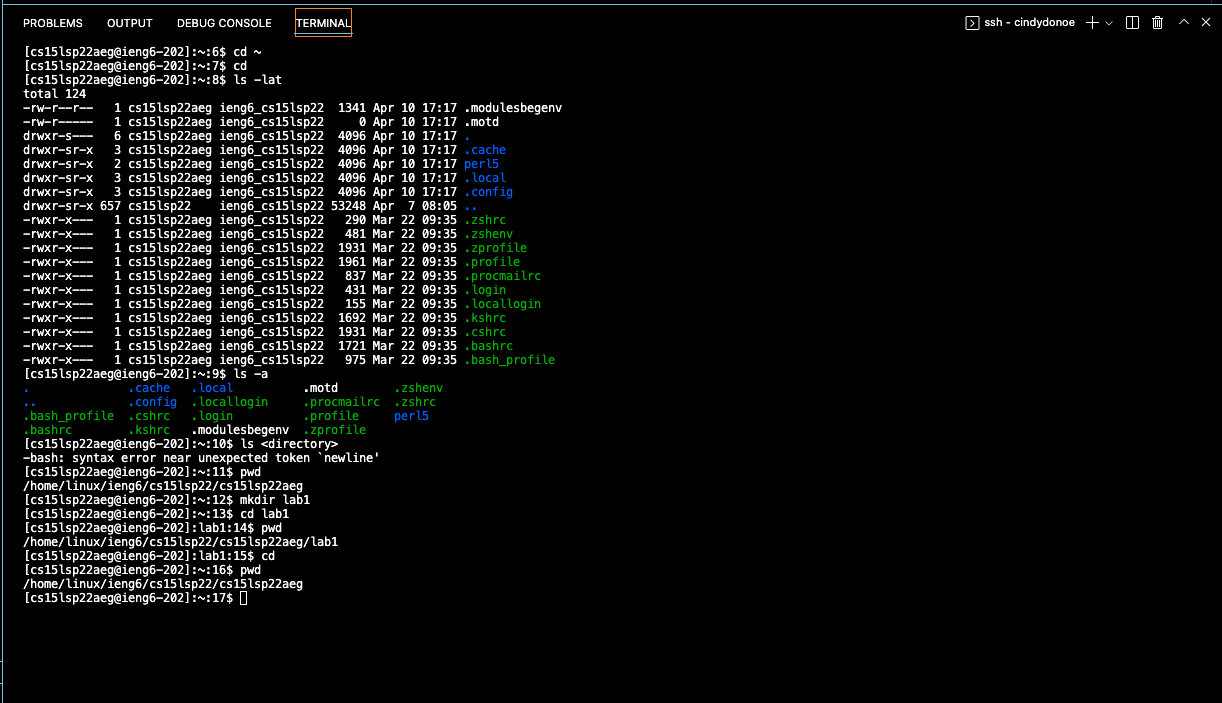 PROBLEMS OUTPUT DEBUG CONSOLE TERMINAL ssh - cindydonoe
[cs15lsp22aeg@ieng6-202]:~:6$ cd ~
[cs15lsp22aeg@ieng6-202]:~:7$ cd
[cs15lsp22aeg@ieng6-202]:~:8$ ls -lat
total 124
-rw-r--r--   1 cs15lsp22aeg ieng6_cs15lsp22  1341 Apr 10 17:17 .modulesbegenv
-rw-r-----   1 cs15lsp22aeg ieng6_cs15lsp22     0 Apr 10 17:17 .motd
drwxr-s---   6 cs15lsp22aeg ieng6_cs15lsp22  4096 Apr 10 17:17 .
drwxr-sr-x   3 cs15lsp22aeg ieng6_cs15lsp22  4096 Apr 10 17:17 .cache
drwxr-sr-x   2 cs15lsp22aeg ieng6_cs15lsp22  4096 Apr 10 17:17 perl5
drwxr-sr-x   3 cs15lsp22aeg ieng6_cs15lsp22  4096 Apr 10 17:17 .local
drwxr-sr-x   3 cs15lsp22aeg ieng6_cs15lsp22  4096 Apr 10 17:17 .config
drwxr-sr-x 657 cs15lsp22    ieng6_cs15lsp22 53248 Apr  7 08:05 ..
-rwxr-x---   1 cs15lsp22aeg ieng6_cs15lsp22   290 Mar 22 09:35 .zshrc
-rwxr-x---   1 cs15lsp22aeg ieng6_cs15lsp22   481 Mar 22 09:35 .zshenv
-rwxr-x---   1 cs15lsp22aeg ieng6_cs15lsp22  1931 Mar 22 09:35 .zprofile
-rwxr-x---   1 cs15lsp22aeg ieng6_cs15lsp22  1961 Mar 22 09:35 .profile
-rwxr-x---   1 cs15lsp22aeg ieng6_cs15lsp22   837 Mar 22 09:35 .procmailrc
-rwxr-x---   1 cs15lsp22aeg ieng6_cs15lsp22   431 Mar 22 09:35 .login
-rwxr-x---   1 cs15lsp22aeg ieng6_cs15lsp22   155 Mar 22 09:35 .locallogin
-rwxr-x---   1 cs15lsp22aeg ieng6_cs15lsp22  1692 Mar 22 09:35 .kshrc
-rwxr-x---   1 cs15lsp22aeg ieng6_cs15lsp22  1931 Mar 22 09:35 .cshrc
-rwxr-x---   1 cs15lsp22aeg ieng6_cs15lsp22  1721 Mar 22 09:35 .bashrc
-rwxr-x---   1 cs15lsp22aeg ieng6_cs15lsp22   975 Mar 22 09:35 .bash_profile
[cs15lsp22aeg@ieng6-202]:~:9$ ls -a
.              .cache   .local          .motd        .zshenv
..             .config  .locallogin     .procmailrc  .zshrc
.bash_profile  .cshrc   .login          .profile     perl5
.bashrc        .kshrc   .modulesbegenv  .zprofile
[cs15lsp22aeg@ieng6-202]:~:10$ ls <directory>
-bash: syntax error near unexpected token `newline'
[cs15lsp22aeg@ieng6-202]:~:11$ pwd
/home/linux/ieng6/cs15lsp22/cs15lsp22aeg
[cs15lsp22aeg@ieng6-202]:~:12$ mkdir lab1
[cs15lsp22aeg@ieng6-202]:~:13$ cd lab1
[cs15lsp22aeg@ieng6-202]:lab1:14$ pwd
/home/linux/ieng6/cs15lsp22/cs15lsp22aeg/lab1
[cs15lsp22aeg@ieng6-202]:lab1:15$ cd
[cs15lsp22aeg@ieng6-202]:~:16$ pwd
/home/linux/ieng6/cs15lsp22/cs15lsp22aeg
[cs15lsp22aeg@ieng6-202]:~:17$